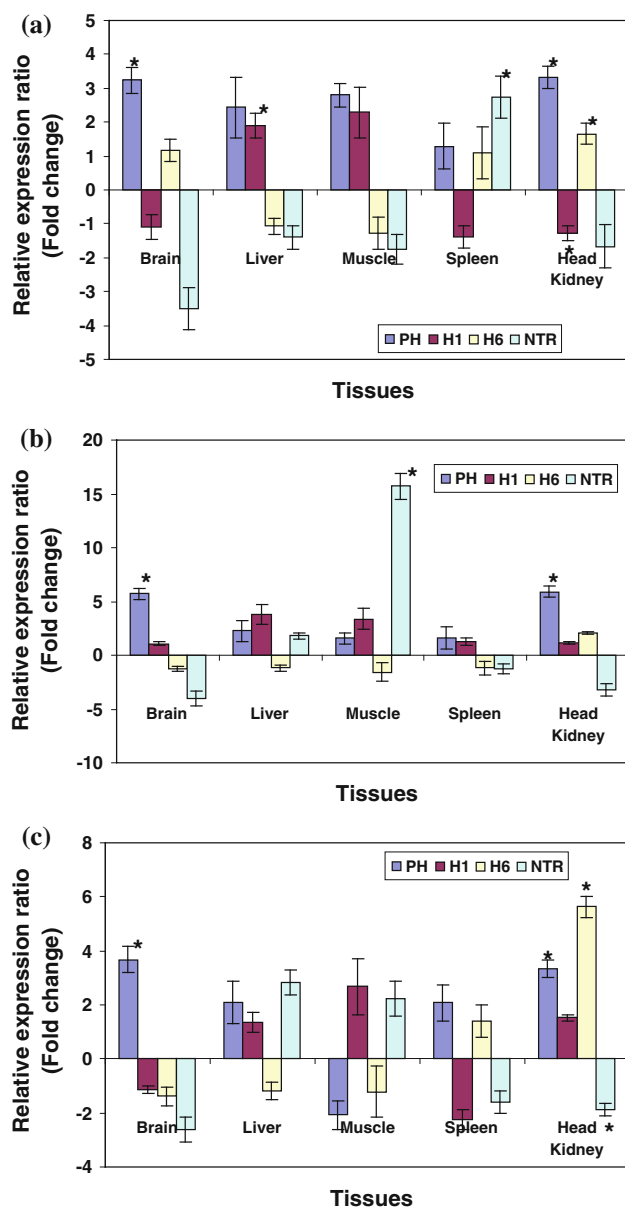 (a)
Relative expression ratio
(Fold change)
5
4
3
2
1
0
-1
-2
-3
-4
-5
*
*
*
*
*
*
Brain Liver Muscle Spleen Head
Kidney
PH H1 H6 NTR
Tissues
(b)
Relative expression ratio
(Fold change)
20
15
10
5
0
-5
-10
PH H1 H6 NTR
*
*
*
Brain Liver Muscle Spleen Head
Kidney
Tissues
(c)
Relative expression ratio
(Fold change)
8
6
4
2
0
-2
-4
PH H1 H6 NTR
*
*
*
*
Brain Liver Muscle Spleen Head
Kidney
Tissues